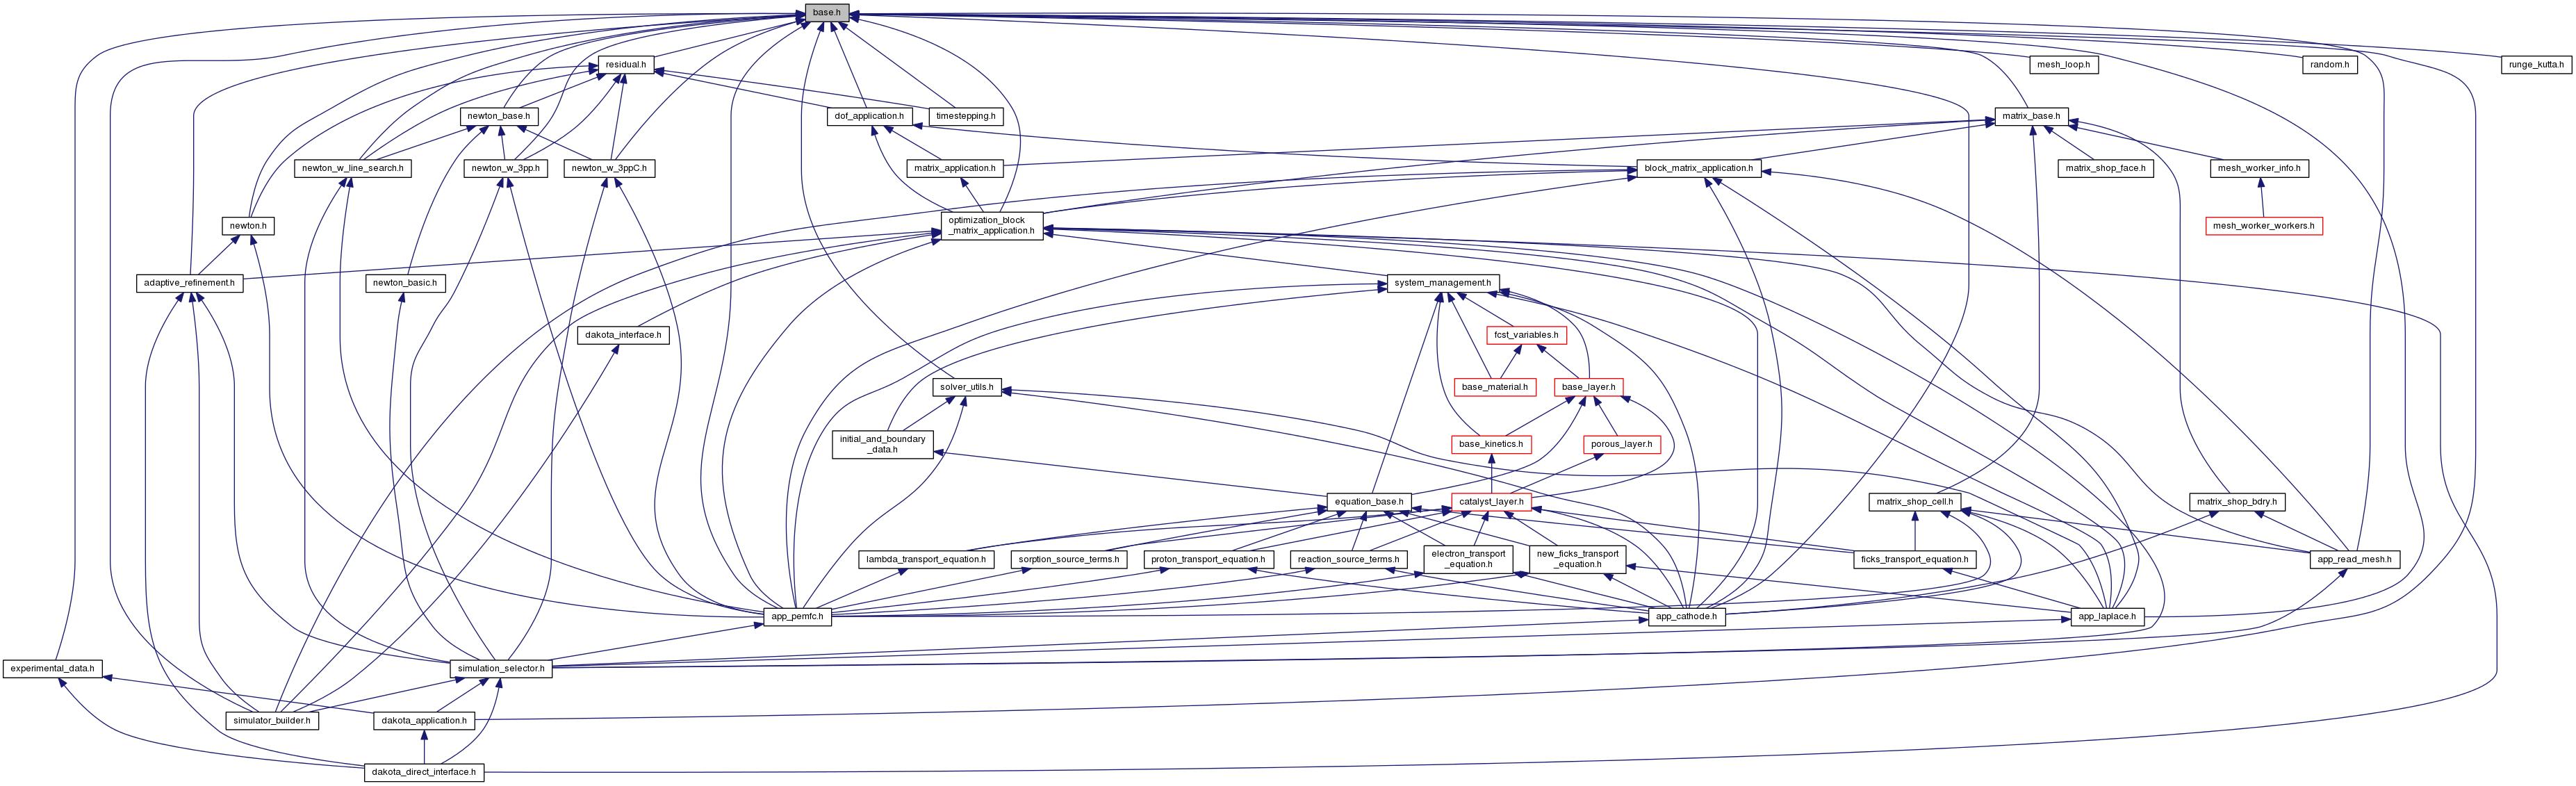 base.h
residual.h
mesh_loop.h
random.h
runge_kutta.h
newton_base.h
dof_application.h
timestepping.h
matrix_base.h
newton_w_line_search.h
newton_w_3pp.h
newton_w_3ppC.h
matrix_application.h
block_matrix_application.h
matrix_shop_face.h
mesh_worker_info.h
newton.h
optimization_block
_matrix_application.h
mesh_worker_workers.h
adaptive_refinement.h
newton_basic.h
system_management.h
dakota_interface.h
fcst_variables.h
solver_utils.h
base_material.h
base_layer.h
initial_and_boundary
_data.h
base_kinetics.h
porous_layer.h
equation_base.h
catalyst_layer.h
matrix_shop_cell.h
matrix_shop_bdry.h
lambda_transport_equation.h
sorption_source_terms.h
proton_transport_equation.h
reaction_source_terms.h
electron_transport
_equation.h
new_ficks_transport
_equation.h
ficks_transport_equation.h
app_read_mesh.h
app_pemfc.h
app_cathode.h
app_laplace.h
experimental_data.h
simulation_selector.h
simulator_builder.h
dakota_application.h
dakota_direct_interface.h